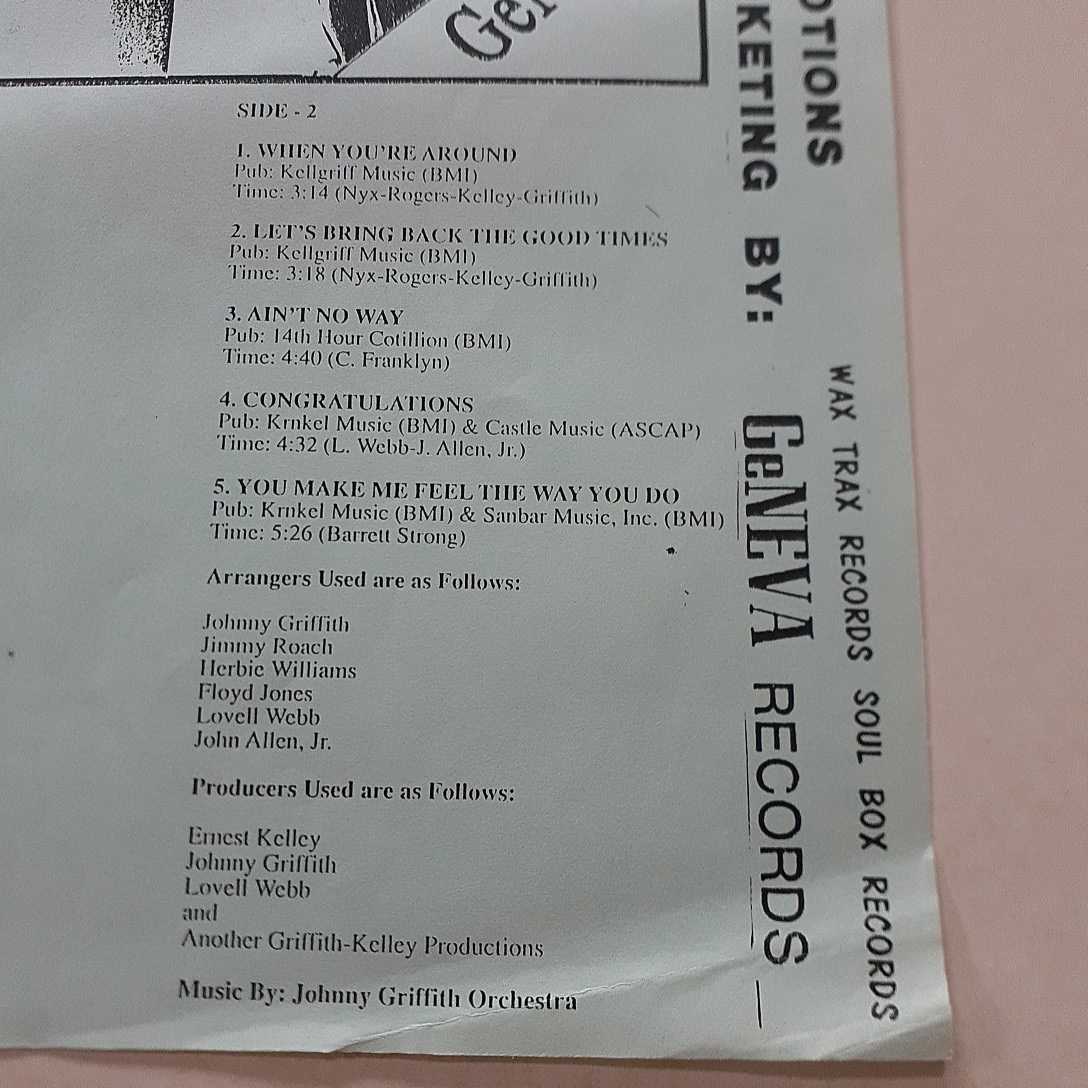 Ge
SIDE - 2
1. WHEN YOU'RE AROUND
Pub: Kellgriff Music (BMI)
Time: 3:14 (Nyx-Rogers-Kelley-Griffith)
2. LET'S BRING BACK THE GOOD TIMES
Pub: Kellgriff Music (BMI)
Time: 3:18 (Nyx-Rogers-Kelley-Griffith)
3. AIN'T NO WAY
Pub: 14th Hour Cotillion (BMI)
Time: 4:40 (C. Franklyn)
4. CONGRATULATIONS
Pub: Krnkel Music (BMI) & Castle Music (ASCAP)
Time: 4:32 (L. Webb-J. Allen, Jr.)
5. YOU MAKE ME FEEL THE WAY YOU DO
Pub: Krnkel Music (BMI) & Sanbar Music, Inc. (BMI)
Time: 5:26 (Barrett Strong)
Arrangers Used are as Follows:
Johnny Griffith
Jimmy Roach
Herbie Williams
Floyd Jones
Lovell Webb
John Allen, Jr.
Producers Used are as Follows:
Ernest Kelley
Johnny Griffith
Lovell Webb
and
Another Griffith-Kelley Productions
Music By: Johnny Griffith Orchestra
OTIONS
KETING BY: GeNEVA RECORDS
WAX TRAX RECORDS SOUL BOX RECORDS